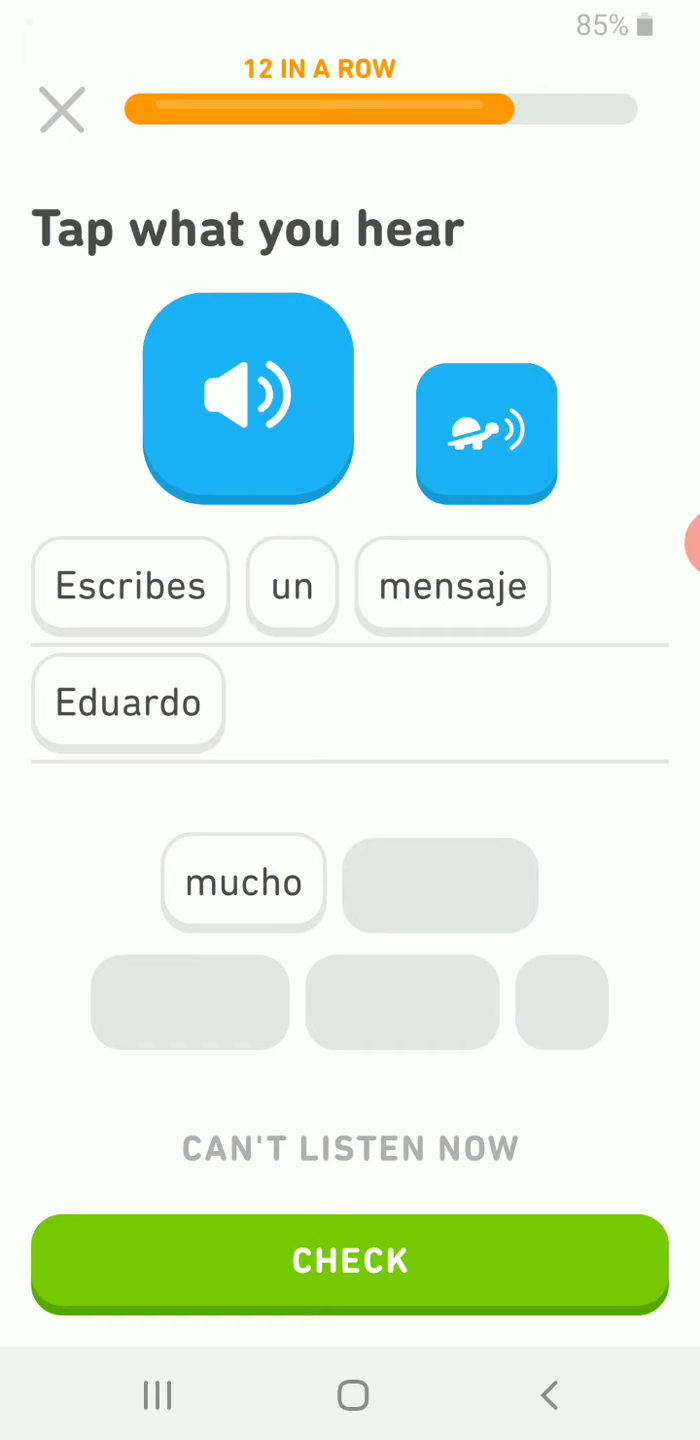 85%
12 IN A ROW
Tap what you hear
Escribes un mensaje
Eduardo
mucho
CAN'T LISTEN NOW
CHECK